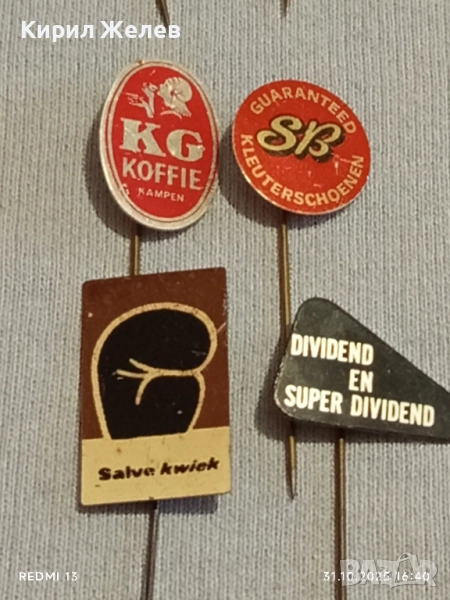 Кирил Желев
KG
KOFFIE
KAMPEN
GUARANTEED
SB
KLEUTERSCHOENEN
DIVIDEND
EN
SUPER DIVIDEND
Salve kwiek
REDMI 13
31.10.2025 16:40
BAZAR